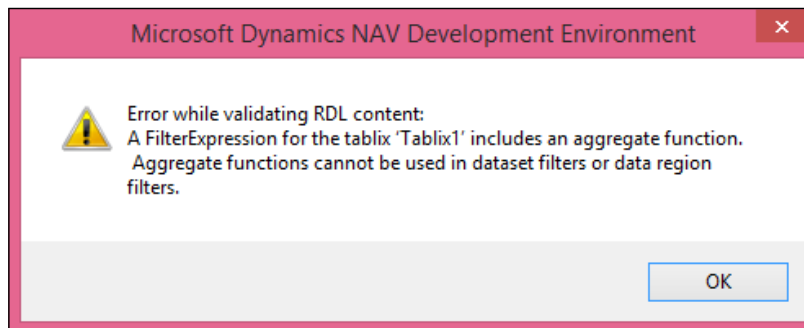 Microsoft Dynamics NAV Development Environment
Error while validating RDL content:
A FilterExpression for the tablix ‘Tablix1’ includes an aggregate function.
Aggregate functions cannot be used in dataset filters or data region
filters.
OK